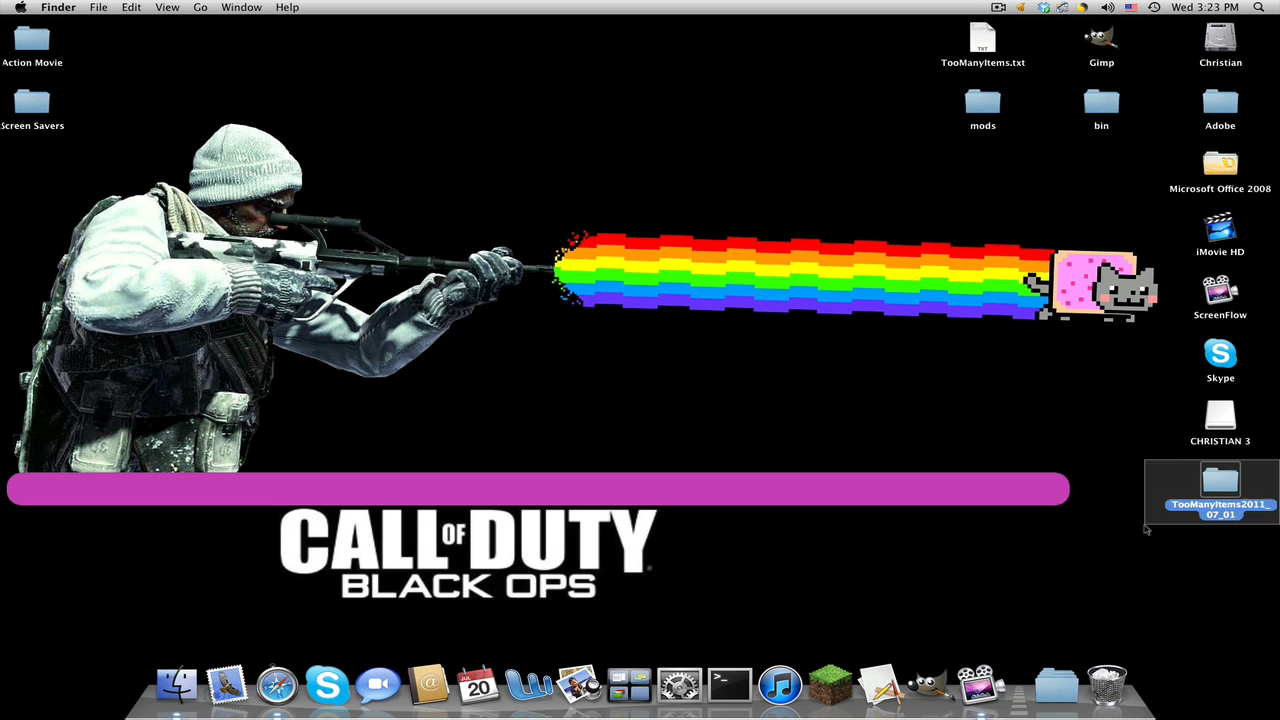 Finder File Edit View Go Window Help
Wed 3:23 PM
Action Movie
Screen Savers
TXT
TooManyItems.txt
Gimp
Christian
mods
bin
Adobe
Microsoft Office 2008
iMovie HD
ScreenFlow
Skype
CHRISTIAN 3
TooManyItems2011_
07_01
CALL OF DUTY
BLACK OPS
JUL
20